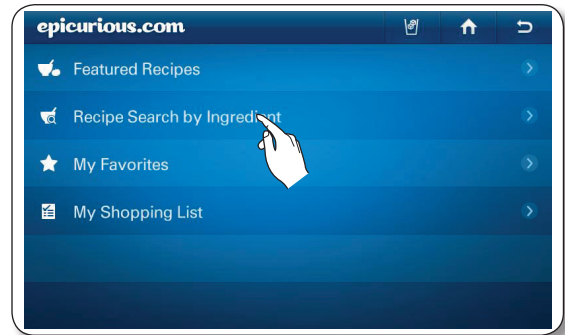 epicurious.com
Featured Recipes
Recipe Search by Ingredient
My Favorites
My Shopping List